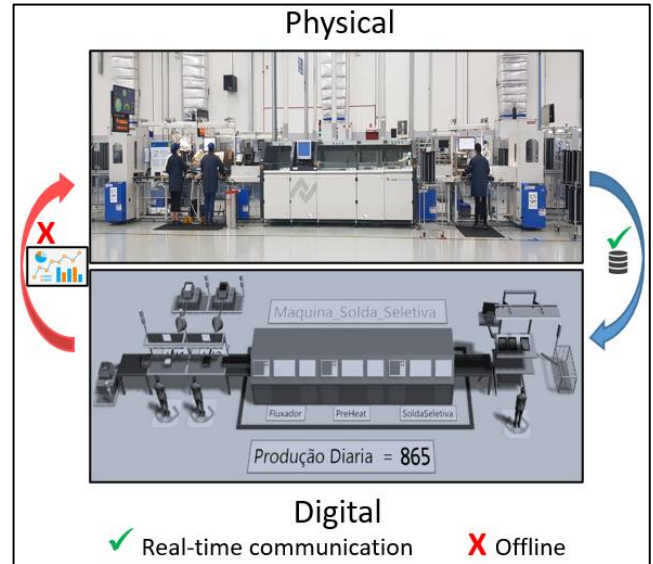 Physical
X
Maquina_Solda_Seletiva
Fluxador
PreHeat
SoldaSeletiva
Produção Diaria = 865
Digital
✓ Real-time communication
X Offline